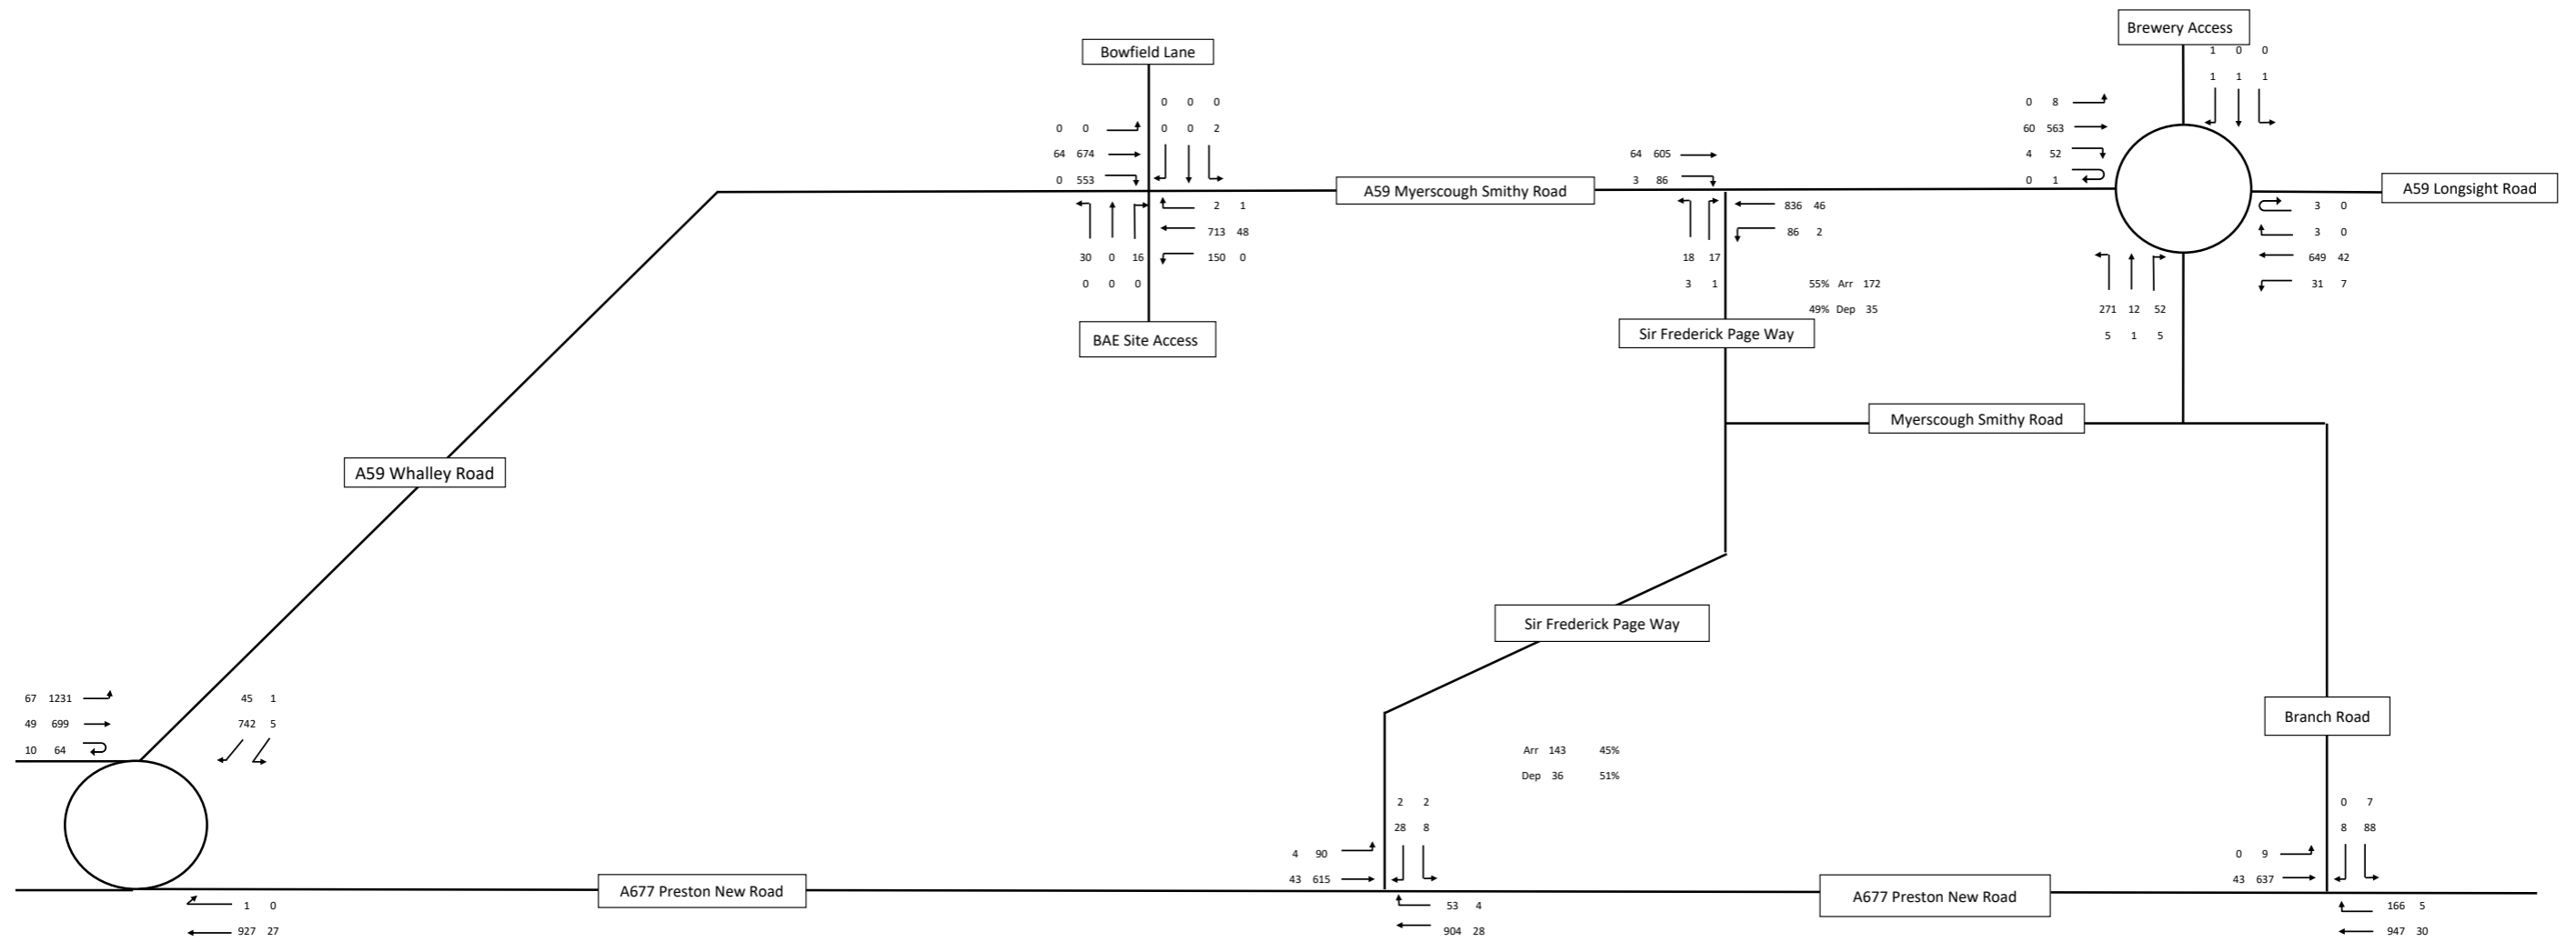 Brewery Access
1 0 0
Bowfield Lane
1 1 1
0 0 0
0 8
0 0
0 0 2
60 563
64 674
64 605
4 52
0 553
3 86
0 1
A59 Myerscough Smithy Road
A59 Longsight Road
2 1
836 46
3 0
713 48
86 2
3 0
30 0 16
150 0
18 17
649 42
0 0 0
3 1
55% Arr 172
31 7
49% Dep 35
271 12 52
BAE Site Access
Sir Frederick Page Way
5 1 5
Myerscough Smithy Road
A59 Whalley Road
Sir Frederick Page Way
67 1231
45 1
49 699
742 5
Branch Road
10 64
Arr 143 45%
Dep 36 51%
2 2
0 7
28 8
8 88
4 90
0 9
43 615
43 637
A677 Preston New Road
A677 Preston New Road
1 0
53 4
166 5
927 27
904 28
947 30